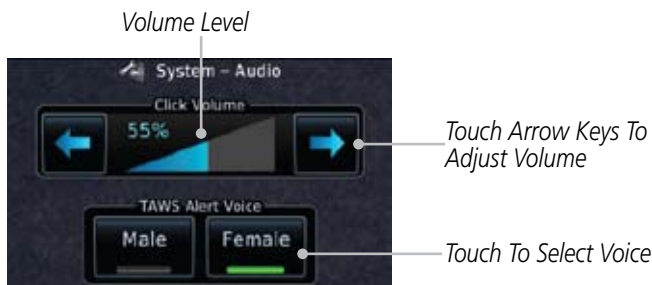 Volume Level
System – Audio
Click Volume
55%
Touch Arrow Keys To
Adjust Volume
TAWS Alert Voice
Male
Female
Touch To Select Voice